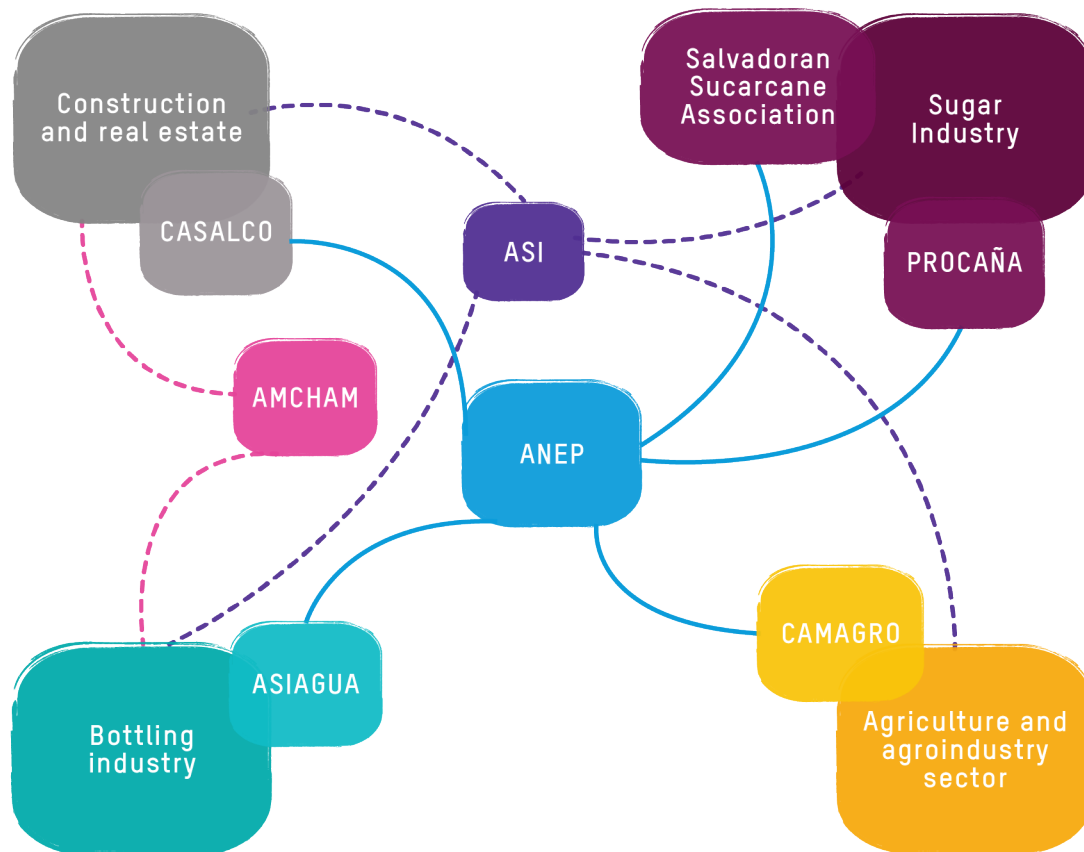 Construction
and real estate
CASALCO
Salvadoran
Sucarcane
Association
Sugar
Industry
PROCAÑA
ASI
AMCHAM
ANEP
CAMAGRO
Agriculture and
agroindustry
sector
ASIAGUA
Bottling
industry